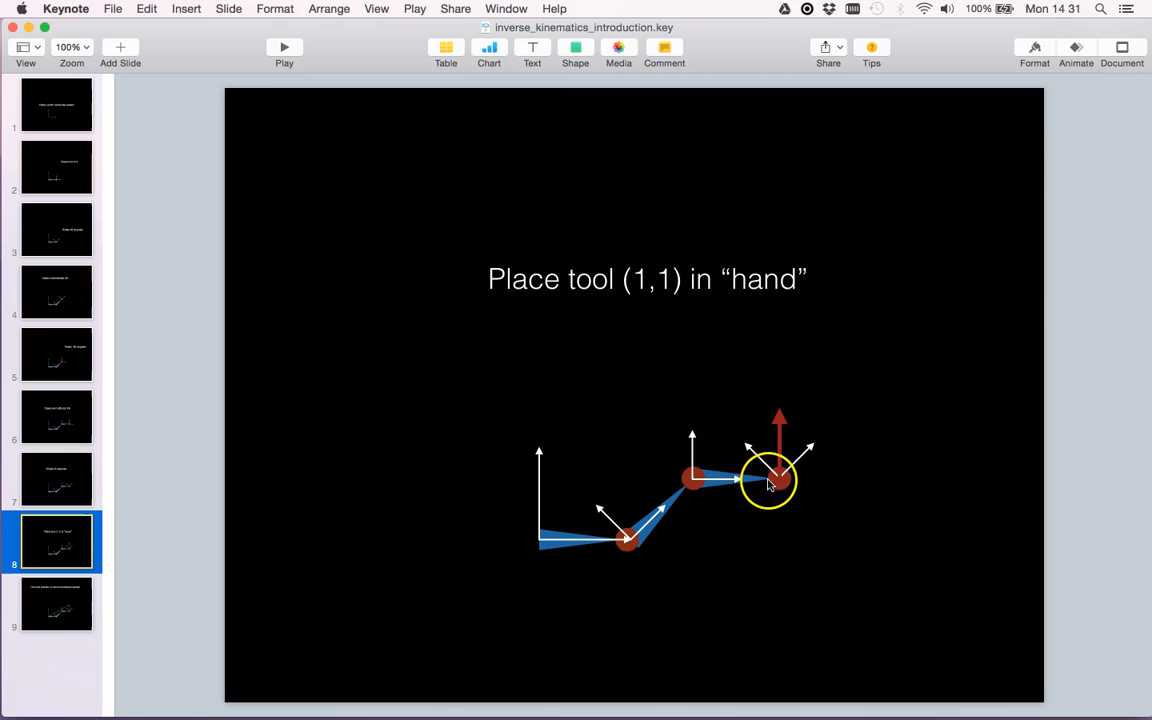 Keynote File Edit Insert Slide Format Arrange View Play Share Window Help 100% Mon 14 31
inverse_kinematics_introduction.key
100%
View Zoom Add Slide Play Table Chart Text Shape Media Comment Share Tips Format Animate Document
1
2
3
4
5
6
7
8
9
Place tool (1,1) in “hand”